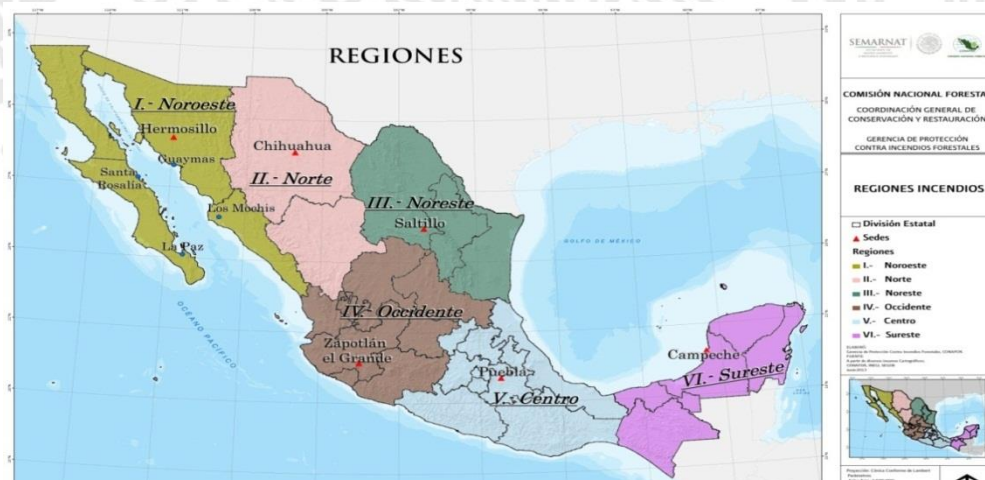 REGIONES
I.- Noroeste
Hermosillo
Guaymas
Santa
Rosalia
Los Mochis
La Paz
Chihuahua
II.- Norte
III.- Noreste
Saltillo
IV.- Occidente
Zapotlán
el Grande
Puebla
V.- Centro
Campeche
VI.- Sureste
GOLFO DE MÉXICO
OCEANO PACÍFICO
SEMARNAT
COMISIÓN NACIONAL FORESTA
COORDINACIÓN GENERAL DE
CONSERVACIÓN Y RESTAURACIÓN
GERENCIA DE PROTECCIÓN
CONTRA INCENDIOS FORESTALES
REGIONES INCENDIOS
División Estatal
Sedes
Regiones
I.- Noroeste
II.- Norte
III.- Noreste
IV.- Occidente
V.- Centro
VI.- Sureste